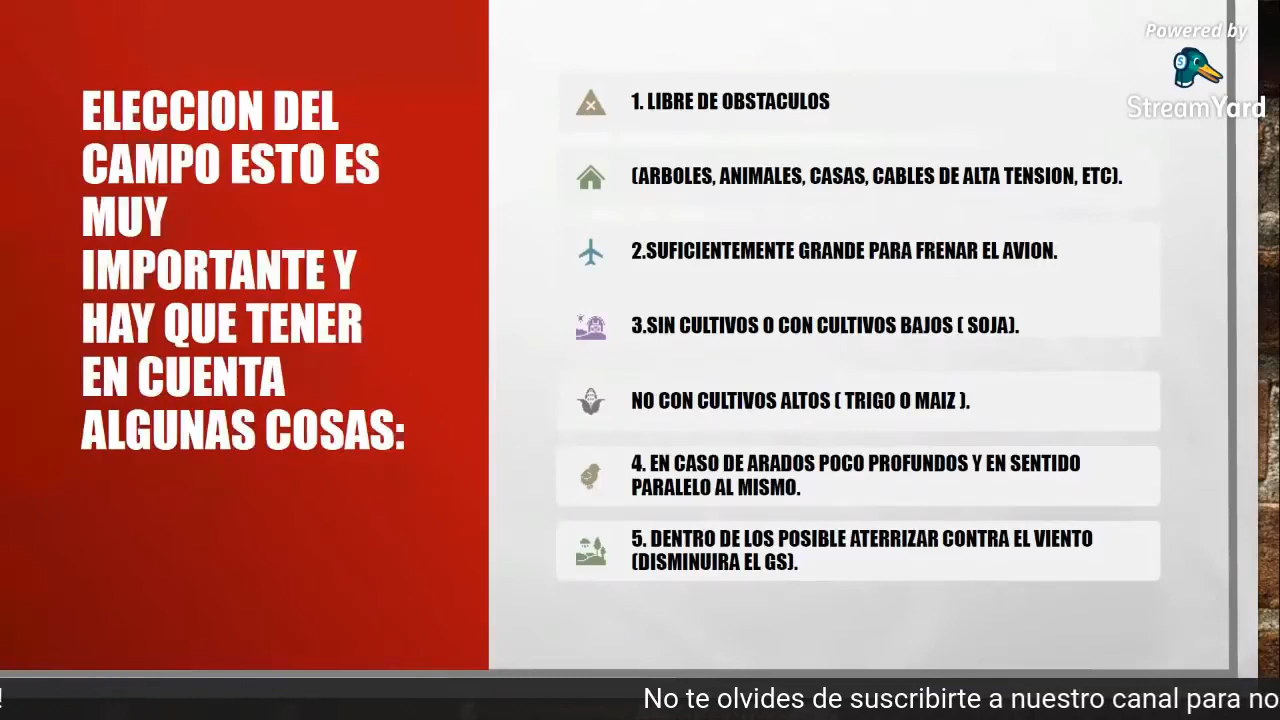 ELECCION DEL
CAMPO ESTO ES
MUY
IMPORTANTE Y
HAY QUE TENER
EN CUENTA
ALGUNAS COSAS:
1. LIBRE DE OBSTACULOS
(ARBOLES, ANIMALES, CASAS, CABLES DE ALTA TENSION, ETC).
2.SUFICIENTEMENTE GRANDE PARA FRENAR EL AVION.
3.SIN CULTIVOS O CON CULTIVOS BAJOS ( SOJA).
NO CON CULTIVOS ALTOS ( TRIGO O MAIZ ).
4. EN CASO DE ARADOS POCO PROFUNDOS Y EN SENTIDO
PARALELO AL MISMO.
5. DENTRO DE LOS POSIBLE ATERRIZAR CONTRA EL VIENTO
(DISMINUIRA EL GS).
Powered by
StreamYard
! No te olvides de suscribirte a nuestro canal para no